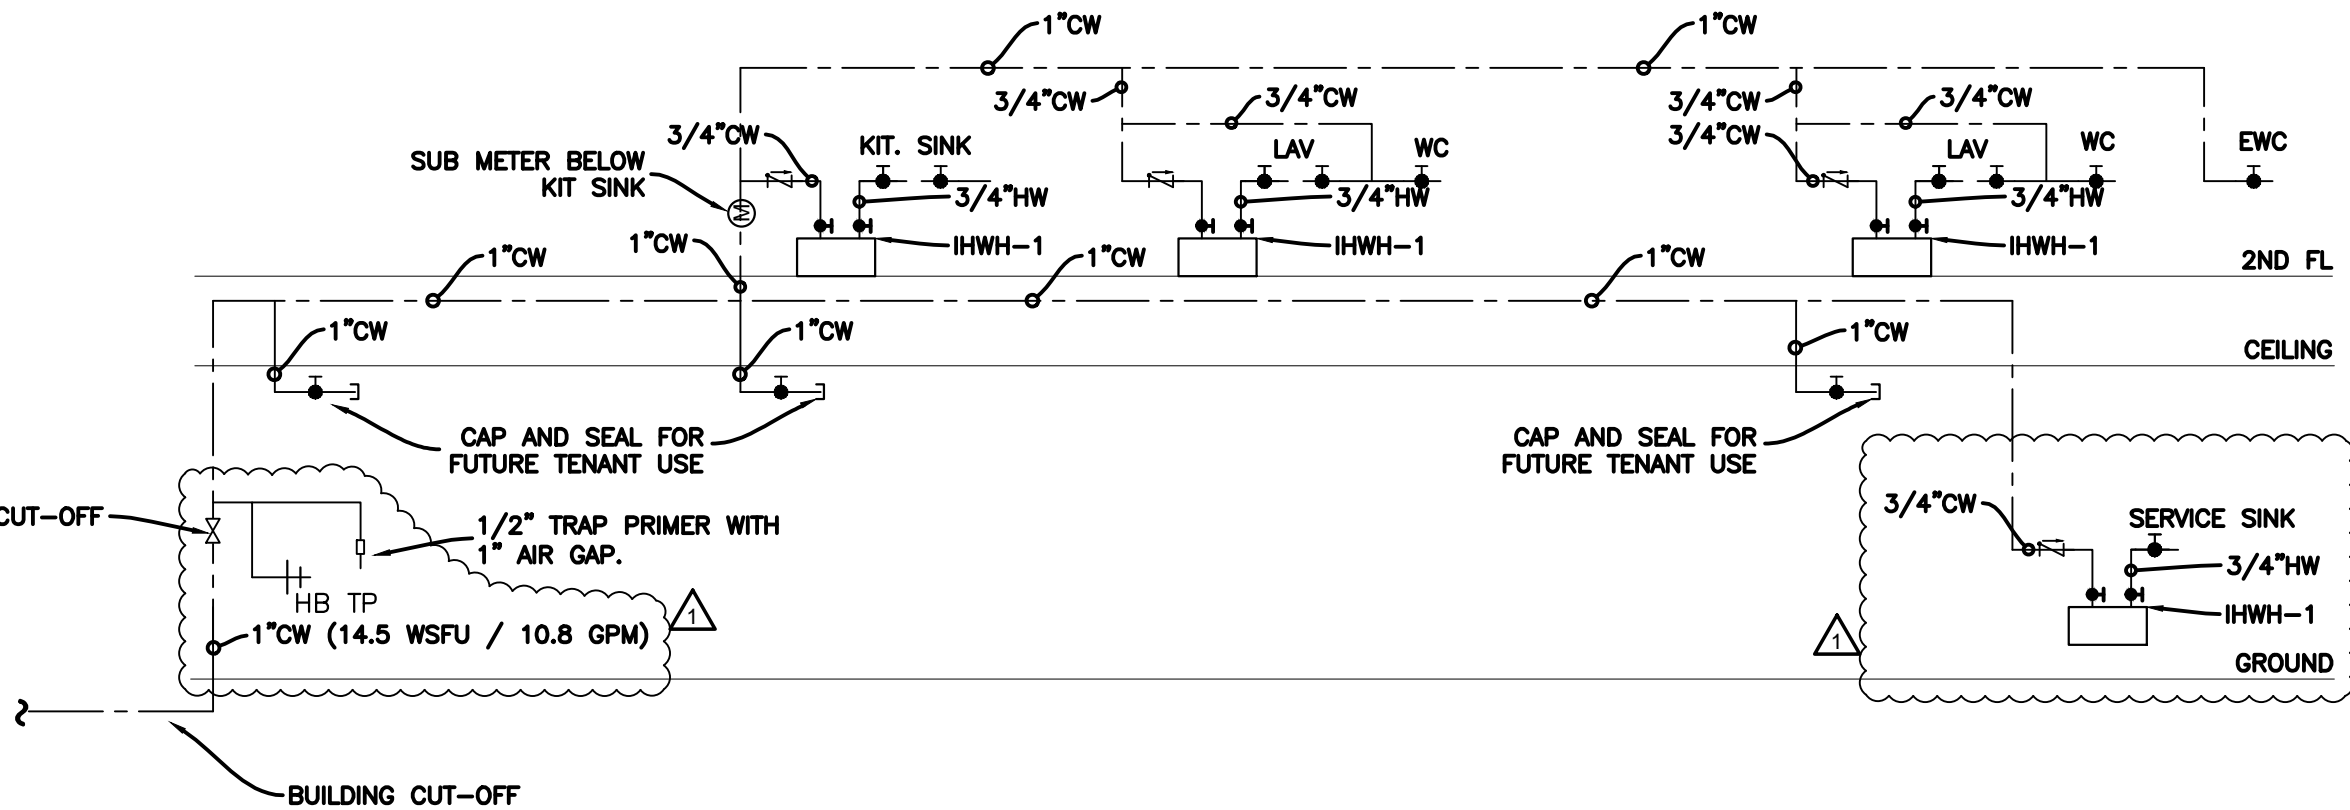 1"CW
1"CW
3/4"CW
3/4"CW
3/4"CW
3/4"CW
3/4"CW
3/4"CW
KIT. SINK
LAV
WC
LAV
WC
EWC
SUB METER BELOW
KIT SINK
3/4"HW
3/4"HW
3/4"HW
M
1"CW
IHWH-1
IHWH-1
IHWH-1
1"CW
1"CW
1"CW
2ND FL
1"CW
1"CW
1"CW
CEILING
CAP AND SEAL FOR
FUTURE TENANT USE
CAP AND SEAL FOR
FUTURE TENANT USE
CUT-OFF
1/2" TRAP PRIMER WITH
1" AIR GAP.
3/4"CW
SERVICE SINK
3/4"HW
HB TP
1"CW (14.5 WSFU / 10.8 GPM)
1
1
IHWH-1
GROUND
BUILDING CUT-OFF